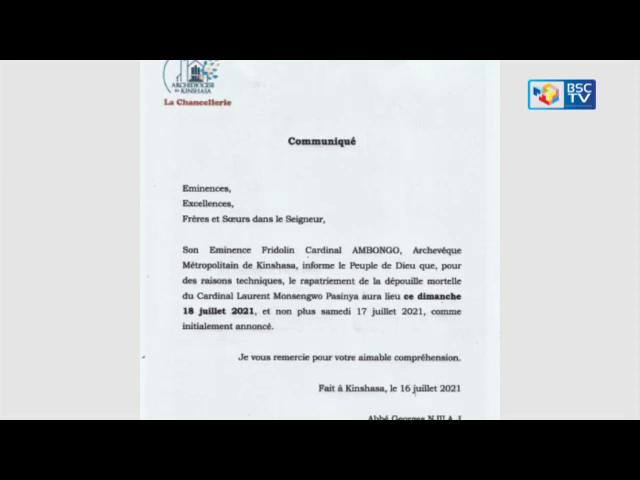 BSC
TV
ARCHIDIOCESE
de KINSHASA
La Chancellerie
Communiqué
Eminences,
Excellences,
Frères et Sœurs dans le Seigneur,
Son Eminence Fridolin Cardinal AMBONGO, Archevêque
Métropolitain de Kinshasa, informe le Peuple de Dieu que, pour
des raisons techniques, le rapatriement de la dépouille mortelle
du Cardinal Laurent Monsengwo Pasinya aura lieu ce dimanche
18 juillet 2021, et non plus samedi 17 juillet 2021, comme
initialement annoncé.
Je vous remercie pour votre aimable compréhension.
Fait à Kinshasa, le 16 juillet 2021
Abbé Georges